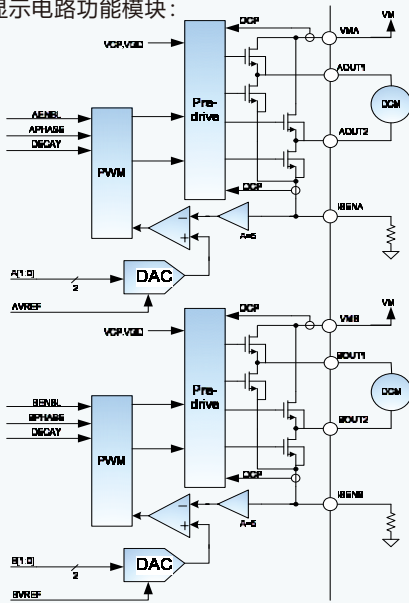 显示电路功能模块：
OCP
VMA
VM
VCP,VGD
AOUT1
Pre-drive
DCM
AENBL
APHASE
DECAY
PWM
AOUT2
OCP
ISENA
A=5
A[1:0]
2
DAC
AVREF
OCP
VMB
VM
VCP,VGD
BOUT1
Pre-drive
DCM
BENBL
BPHASE
DECAY
PWM
BOUT2
OCP
ISENB
A=5
B[1:0]
2
DAC
BVREF